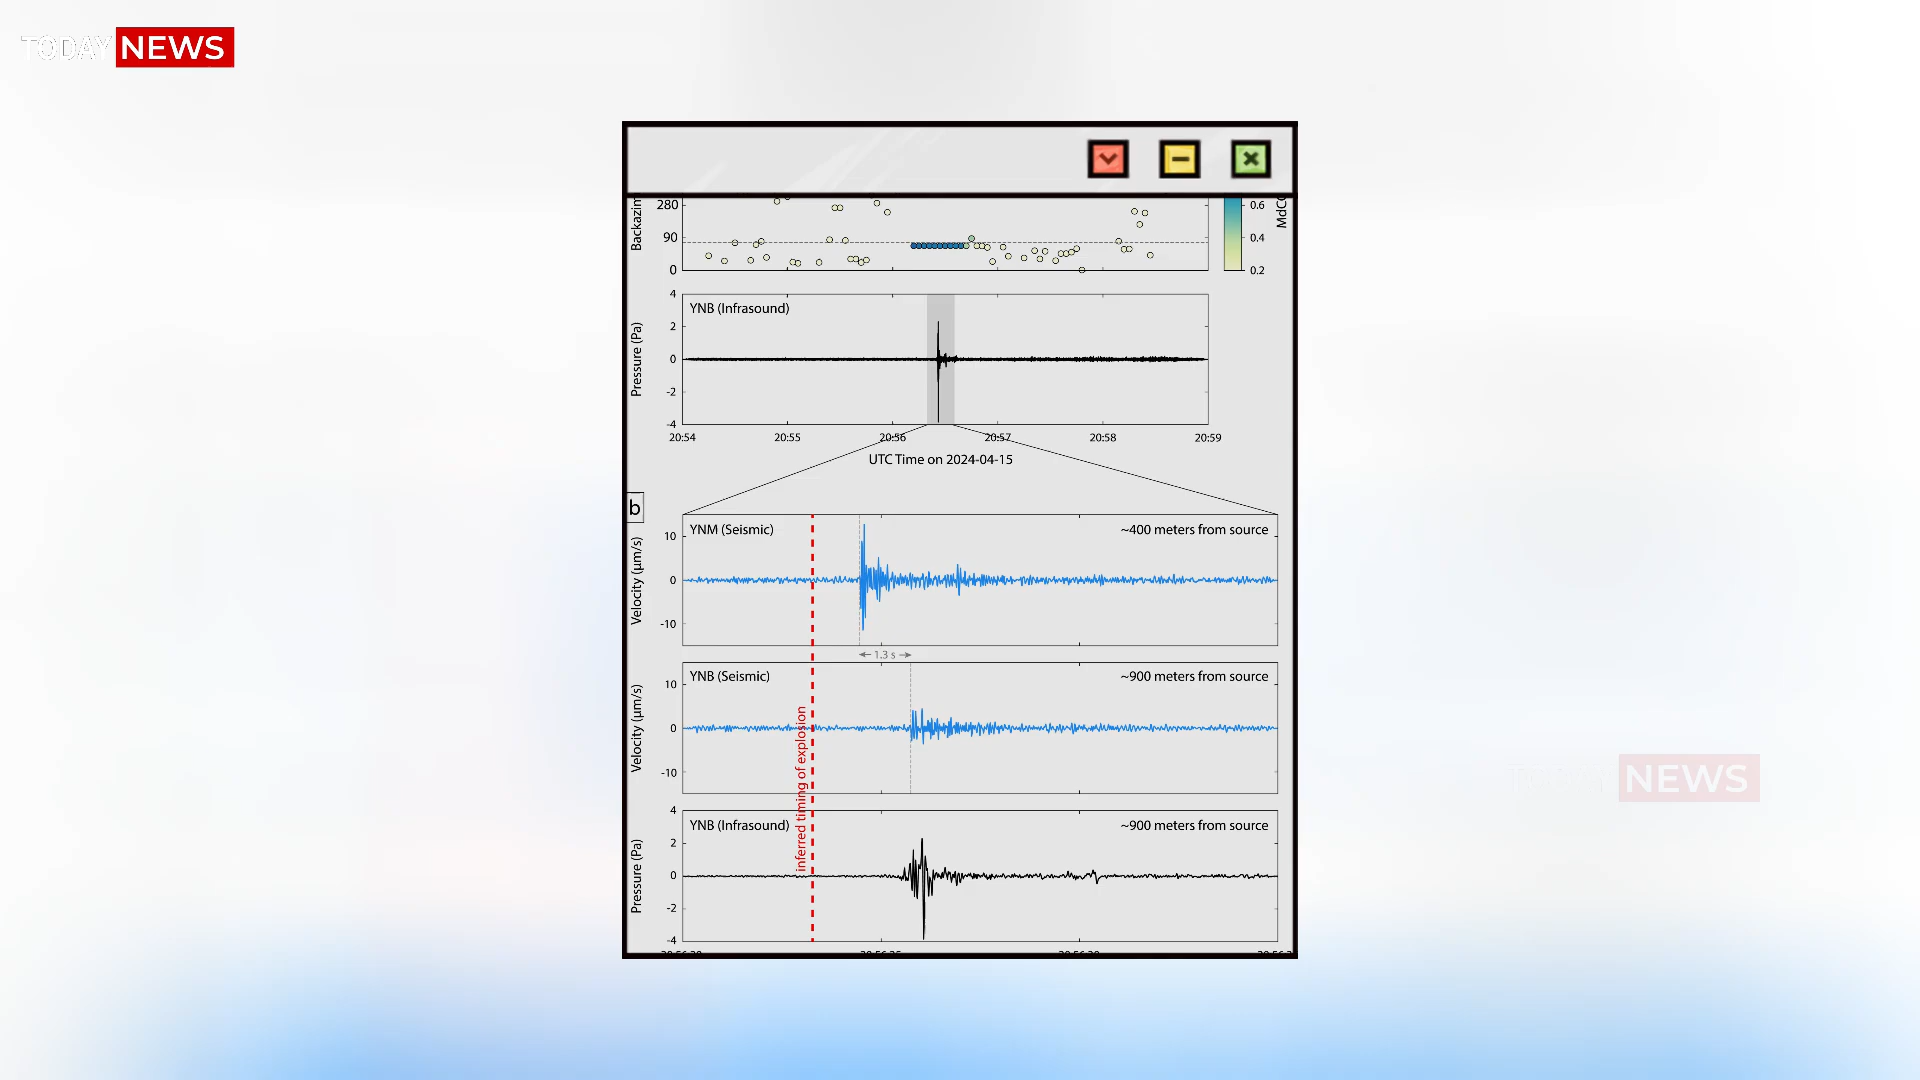 TODAY NEWS
280
90
0
0.6
0.4
0.2
4
YNB (Infrasound)
2
0
-2
-4
Pressure (Pa)
20:54
20:55
20:56
20:57
20:58
20:59
UTC Time on 2024-04-15
b
YNM (Seismic)
~400 meters from source
10
0
-10
Velocity (µm/s)
1.3 s
YNB (Seismic)
~900 meters from source
10
0
-10
Velocity (µm/s)
inferred timing of explosion
TODAY NEWS
4
YNB (Infrasound)
~900 meters from source
2
0
-2
-4
Pressure (Pa)